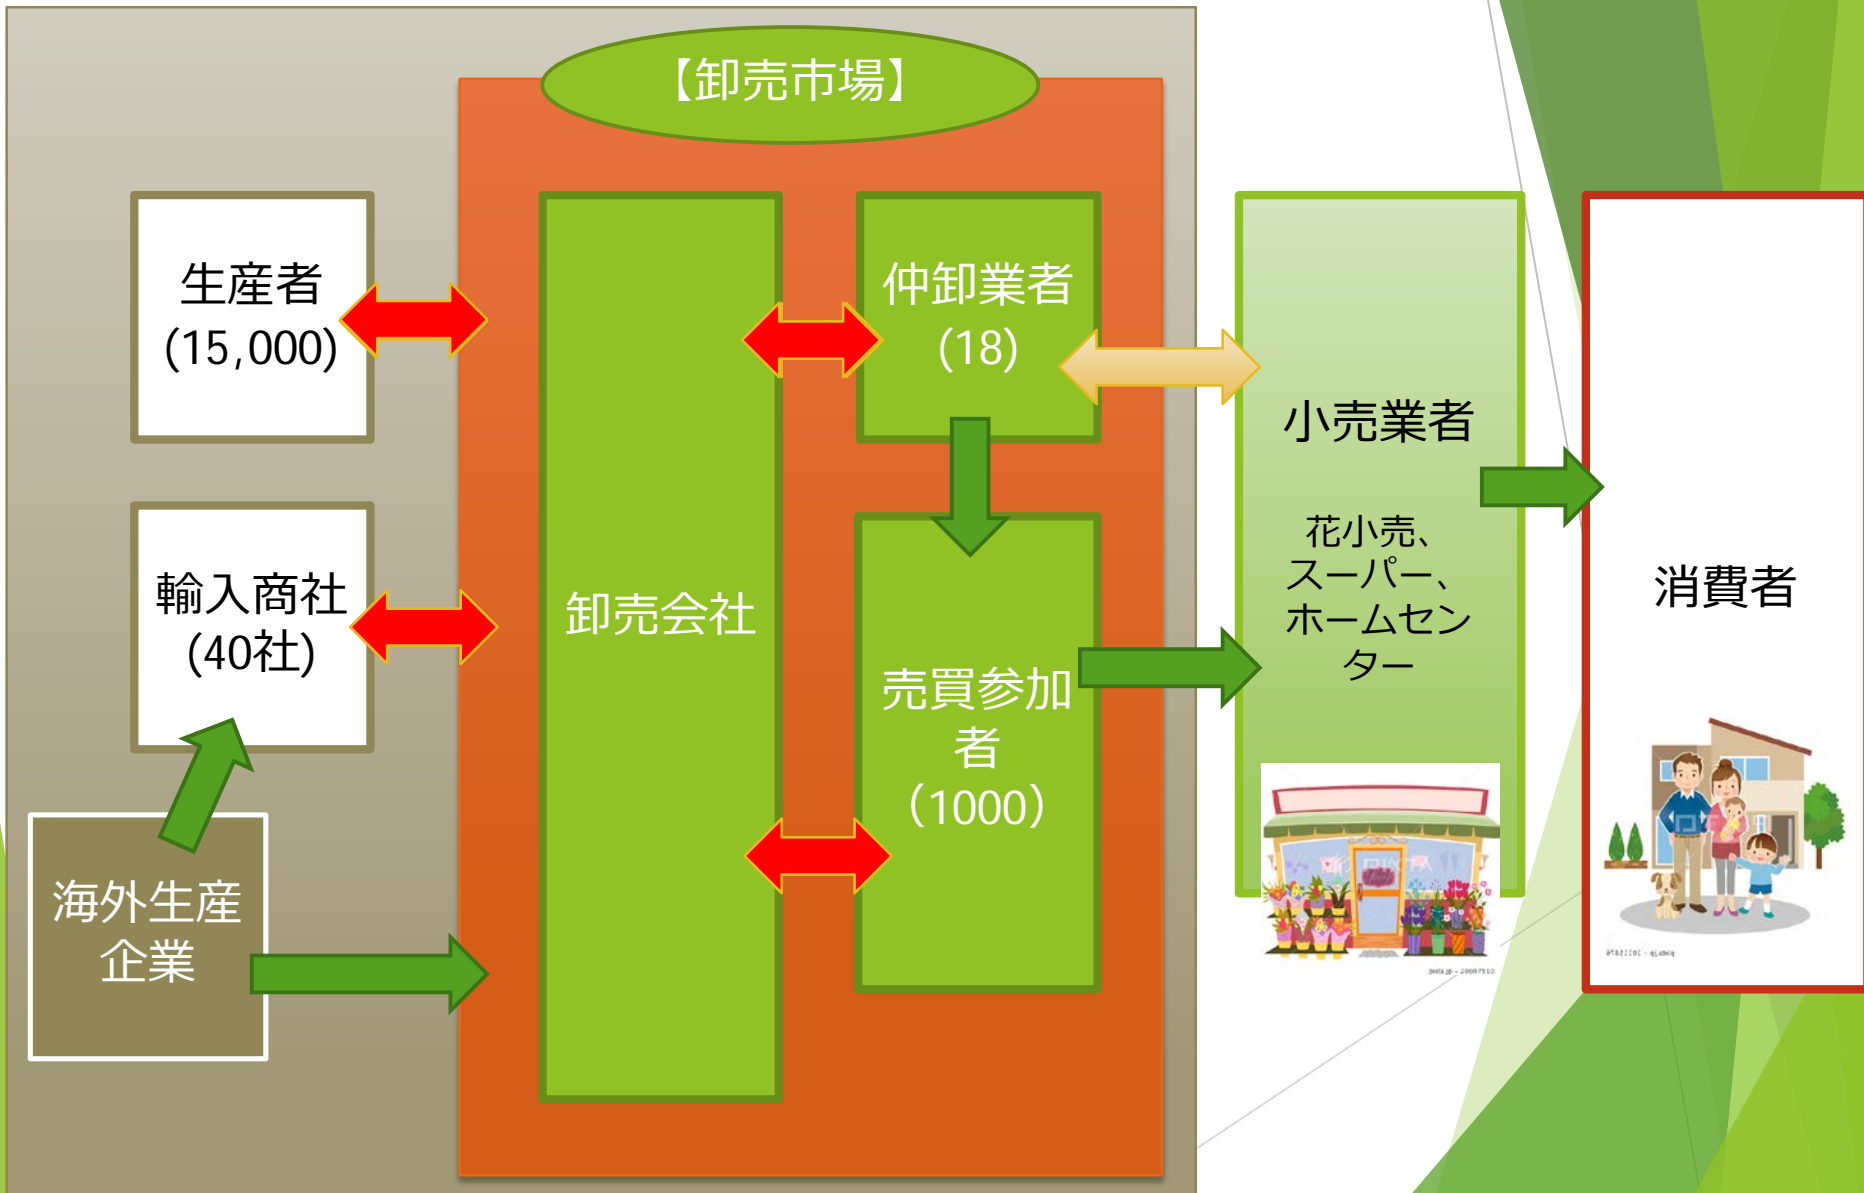 【卸売市場】
生産者
(15,000)
輸入商社
(40社)
海外生産
企業
卸売会社
仲卸業者
(18)
売買参加
者
（1000）
小売業者
花小売、
スーパー、
ホームセン
ター
消費者